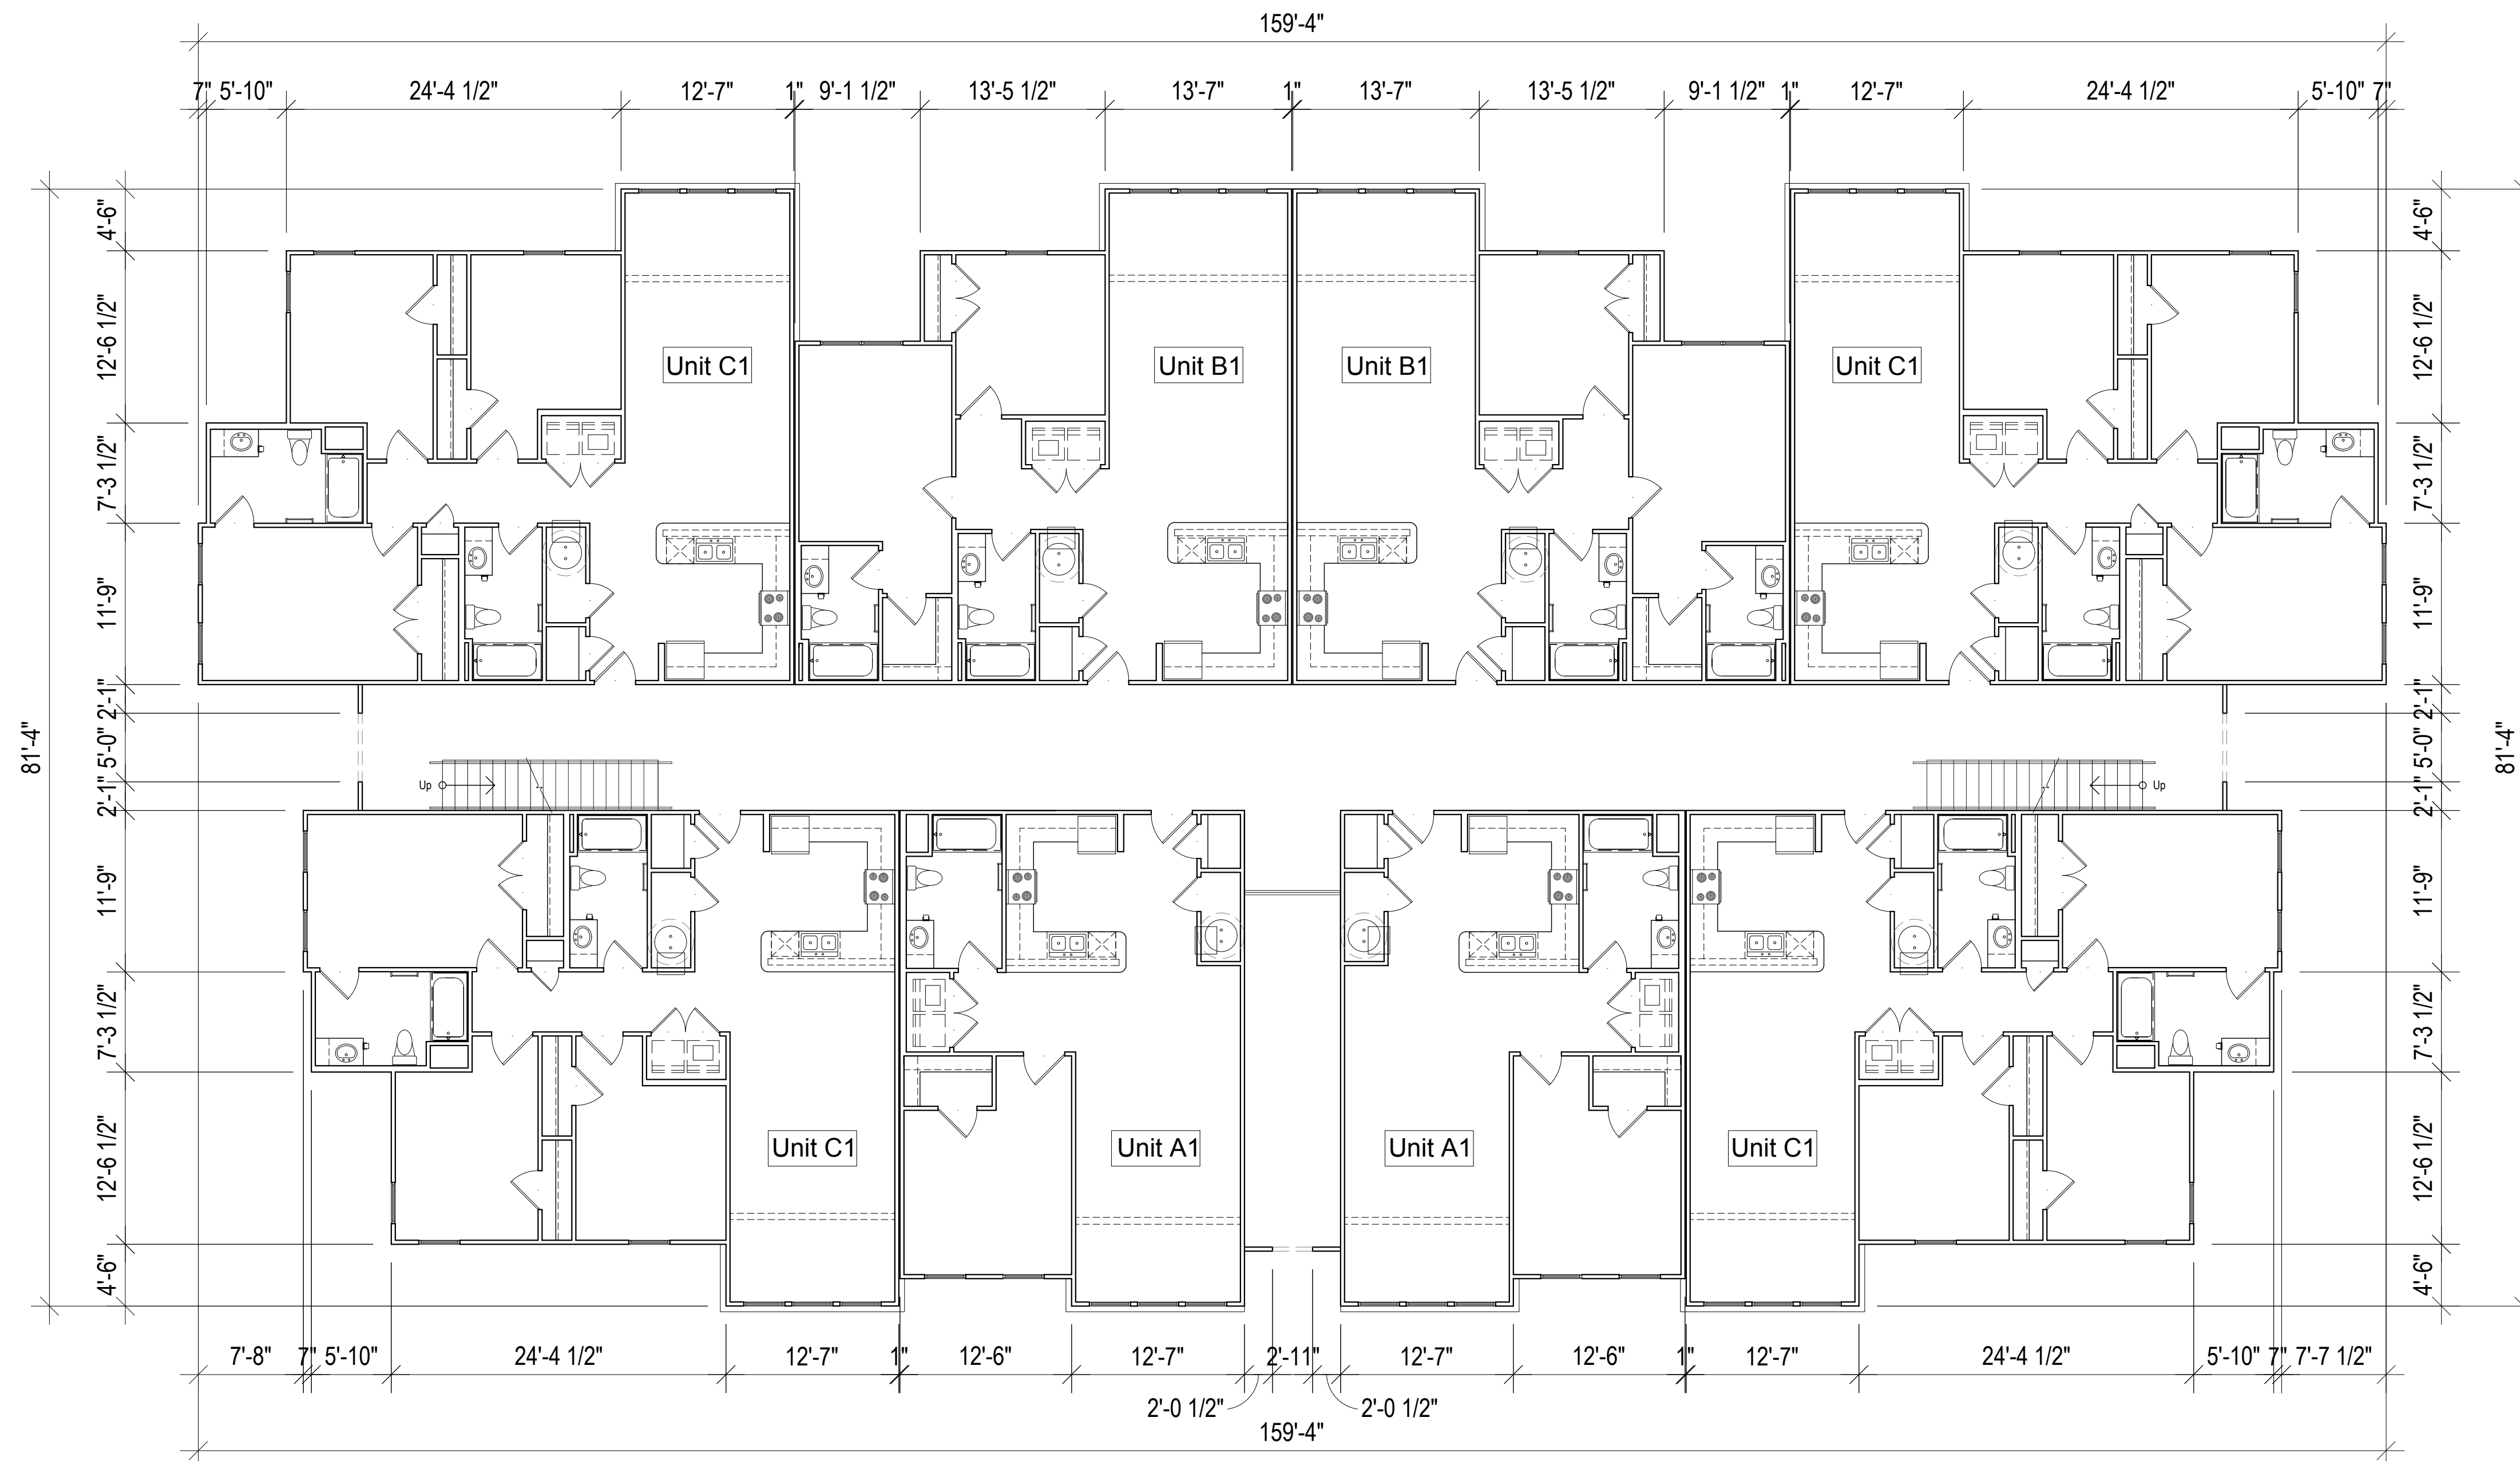 159'-4"
7" 5'-10" 24'-4 1/2" 12'-7" 1" 9'-1 1/2" 13'-5 1/2" 13'-7" 1" 13'-7" 13'-5 1/2" 9'-1 1/2" 1" 12'-7" 24'-4 1/2" 5'-10" 7"
4'-6" 4'-6"
12'-6 1/2" 12'-6 1/2"
Unit C1 Unit B1 Unit B1 Unit C1
7'-3 1/2" 7'-3 1/2"
11'-9" 11'-9"
2'-1" 2'-1"
81'-4" 5'-0" 5'-0" 81'-4"
Up Up
2'-1" 2'-1"
11'-9" 11'-9"
7'-3 1/2" 7'-3 1/2"
Unit C1 Unit A1 Unit A1 Unit C1
12'-6 1/2" 12'-6 1/2"
4'-6" 4'-6"
7'-8" 7" 5'-10" 24'-4 1/2" 12'-7" 1" 12'-6" 12'-7" 2'-11" 12'-7" 12'-6" 1" 12'-7" 24'-4 1/2" 5'-10" 7" 7'-7 1/2"
2'-0 1/2" 2'-0 1/2"
159'-4"